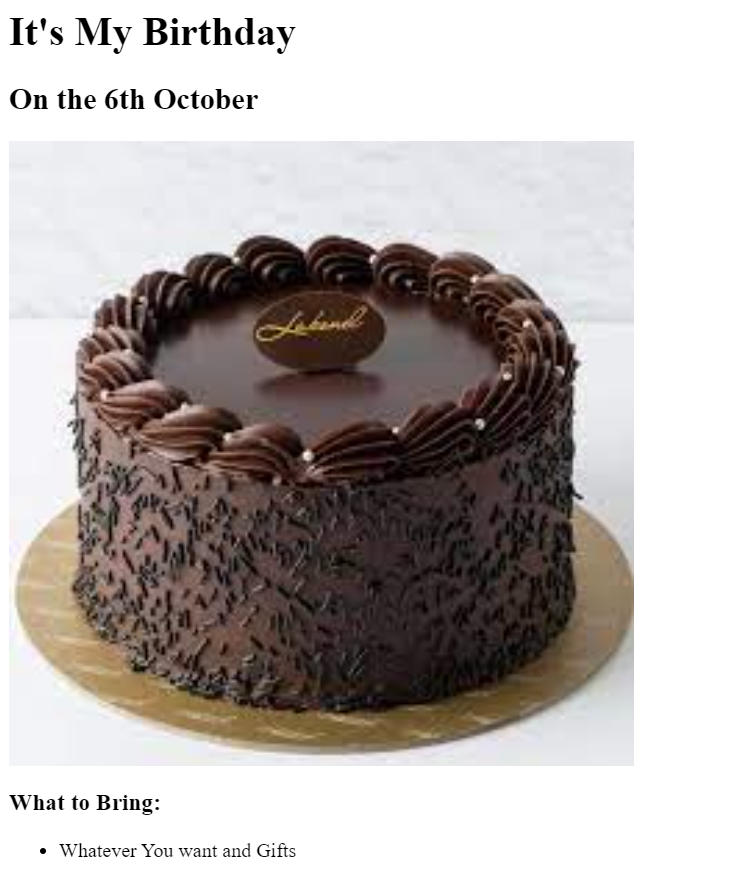 It's My Birthday
On the 6th October
What to Bring:
Whatever You want and Gifts